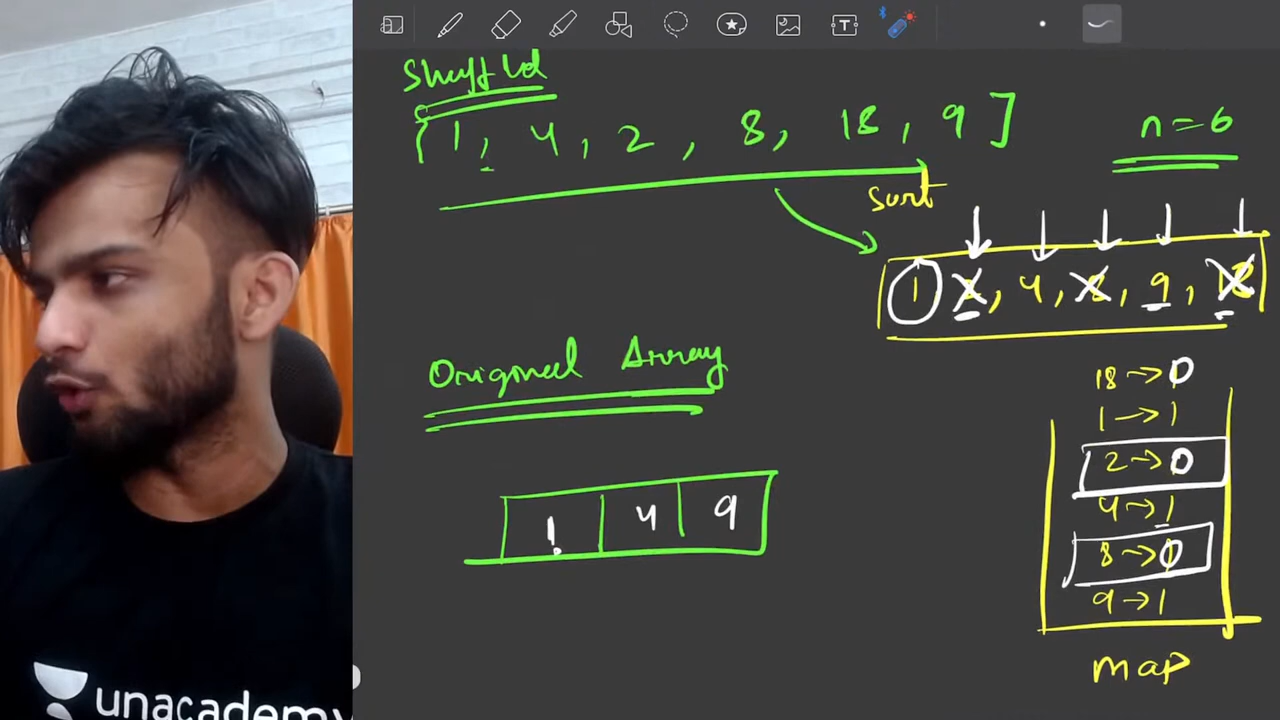 Shuffled
[1, 4, 2, 8, 18, 9]
n=6
sort
1 2, 4, 8, 9, 18
Original Array
1 4 9
18→0
1→1
2→0
4→1
8→0
9→1
map
unacademy